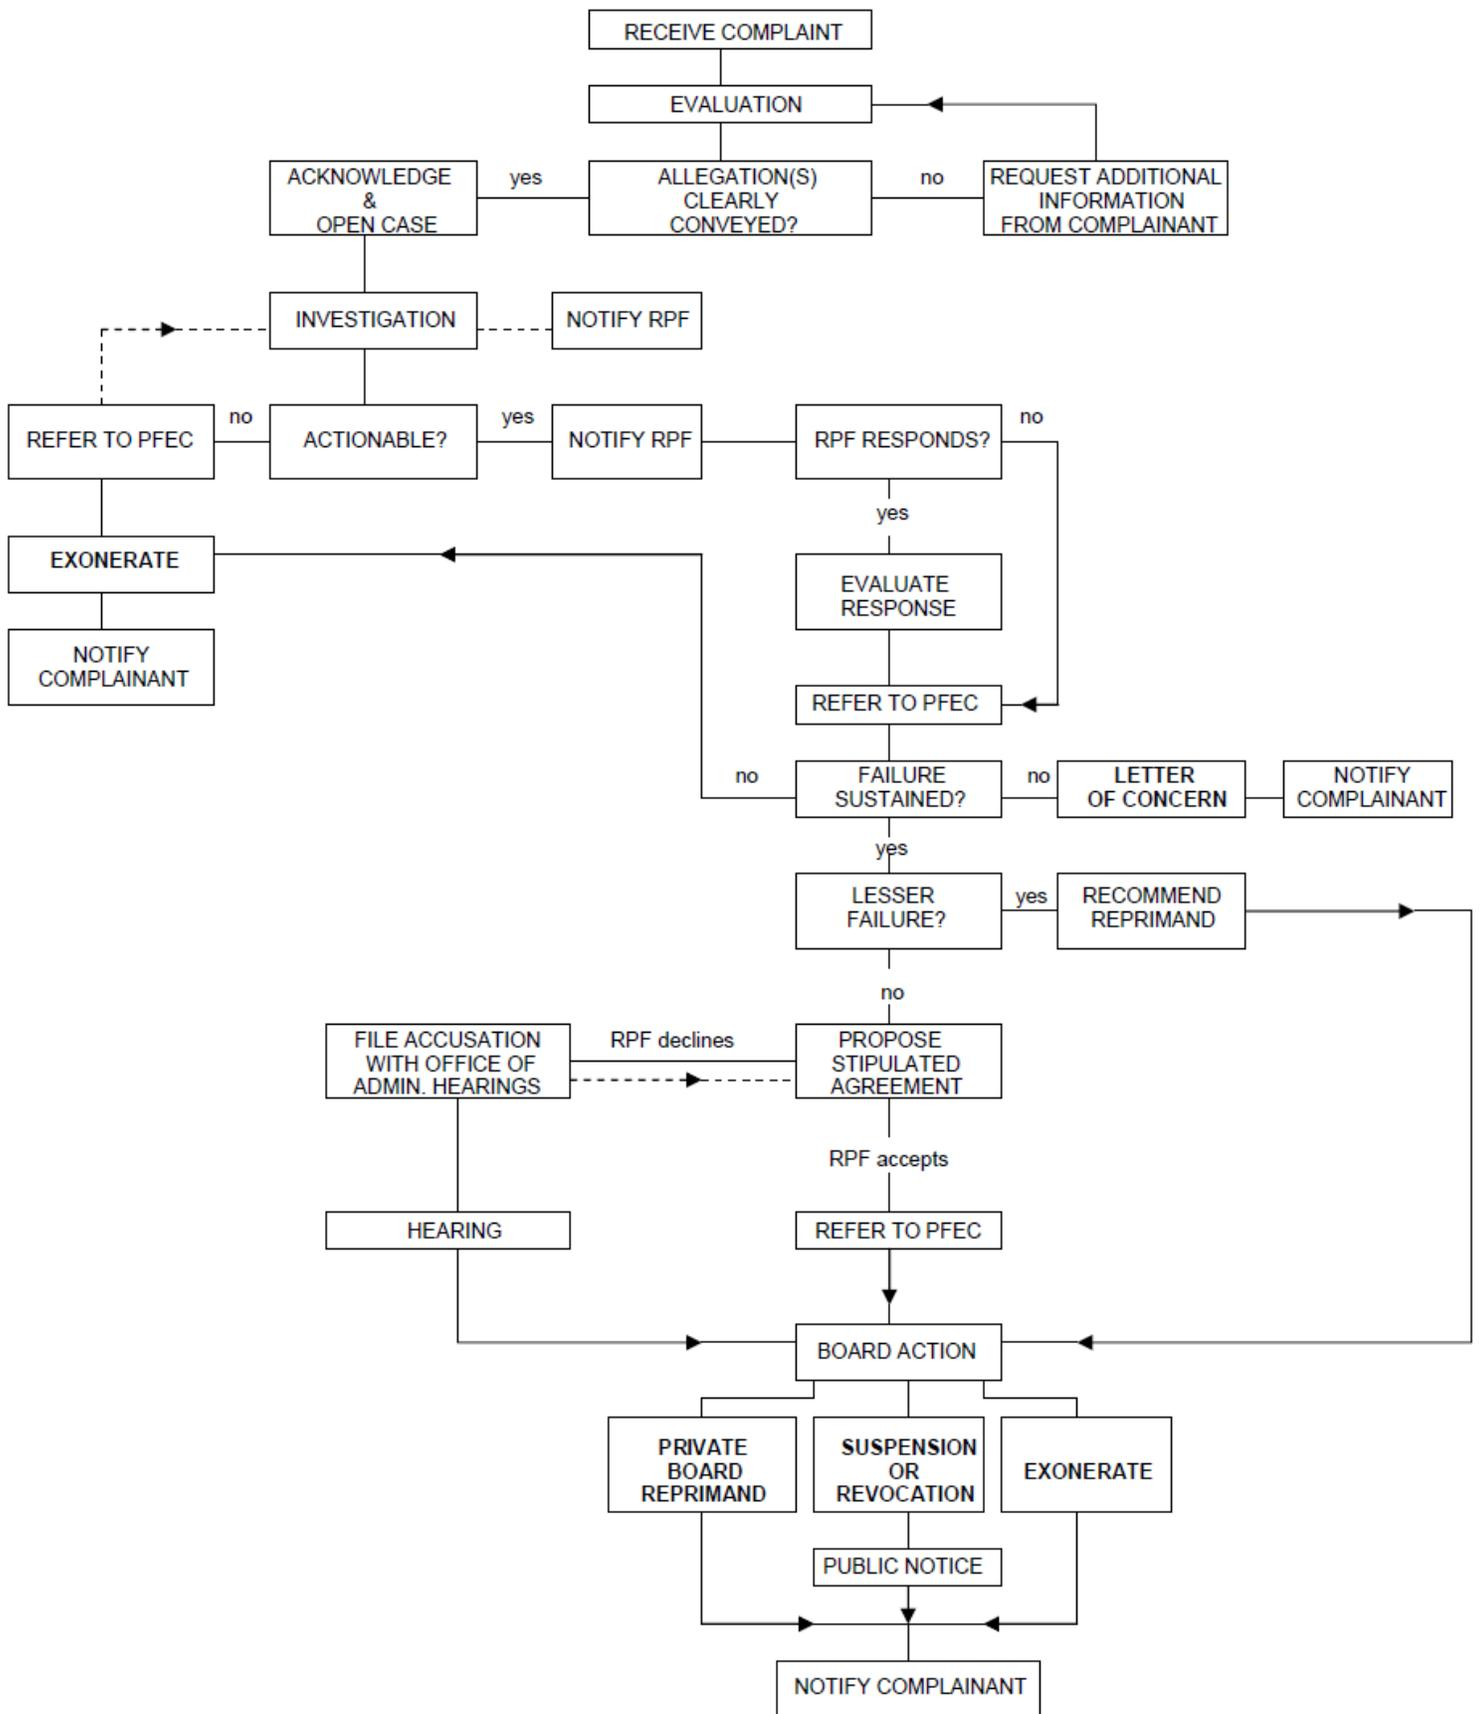 RECEIVE COMPLAINT
EVALUATION
ACKNOWLEDGE
&
OPEN CASE
yes
ALLEGATION(S)
CLEARLY
CONVEYED?
no
REQUEST ADDITIONAL
INFORMATION
FROM COMPLAINANT
INVESTIGATION
NOTIFY RPF
REFER TO PFEC
no
ACTIONABLE?
yes
NOTIFY RPF
RPF RESPONDS?
no
yes
EXONERATE
EVALUATE
RESPONSE
NOTIFY
COMPLAINANT
REFER TO PFEC
no
FAILURE
SUSTAINED?
no
LETTER
OF CONCERN
NOTIFY
COMPLAINANT
yes
LESSER
FAILURE?
yes
RECOMMEND
REPRIMAND
no
FILE ACCUSATION
WITH OFFICE OF
ADMIN. HEARINGS
RPF declines
PROPOSE
STIPULATED
AGREEMENT
RPF accepts
HEARING
REFER TO PFEC
BOARD ACTION
PRIVATE
BOARD
REPRIMAND
SUSPENSION
OR
REVOCATION
EXONERATE
PUBLIC NOTICE
NOTIFY COMPLAINANT